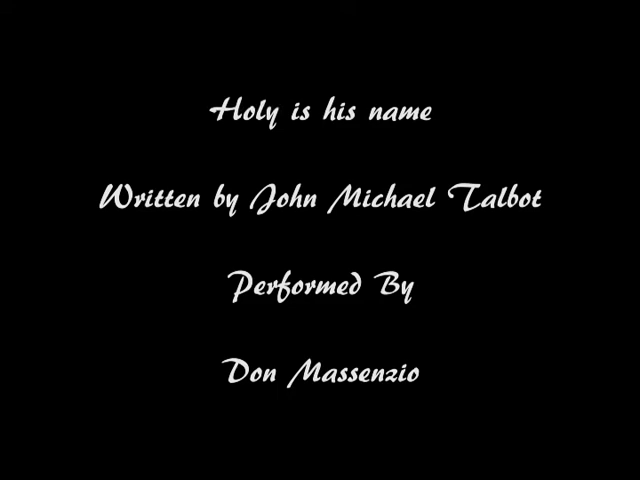 Holy is his name
Written by John Michael Talbot
Performed By
Don Massenzio